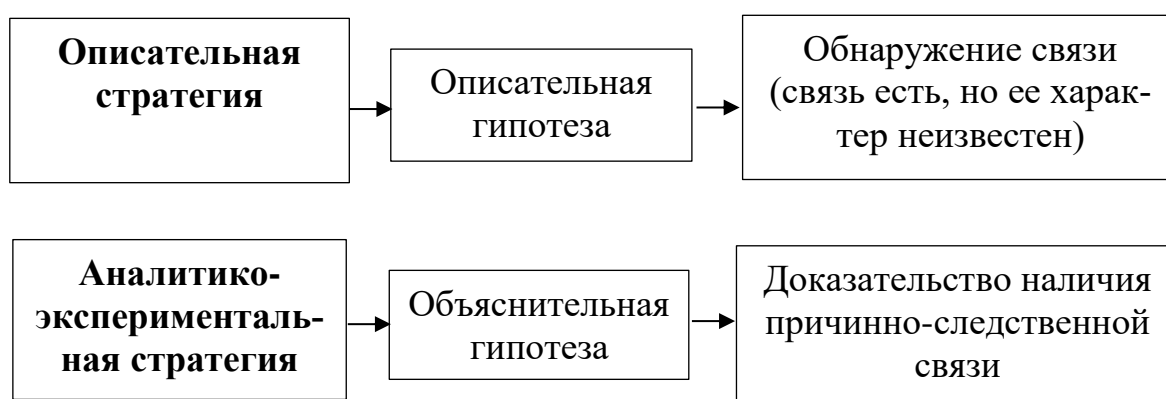 Описательная
стратегия
Описательная
гипотеза
Обнаружение связи
(связь есть, но ее харак-
тер неизвестен)
Аналитико-
эксперименталь-
ная стратегия
Объяснительная
гипотеза
Доказательство наличия
причинно-следственной
связи